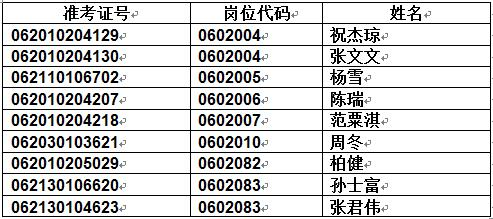 准考证号 岗位代码 姓名
062010204129 0602004 祝杰琼
062010204130 0602004 张文文
062110106702 0602005 杨雪
062010204207 0602006 陈瑞
062010204218 0602007 范粟淇
062030103621 0602010 周冬
062010205029 0602082 柏健
062130106620 0602083 孙士富
062130104623 0602083 张君伟